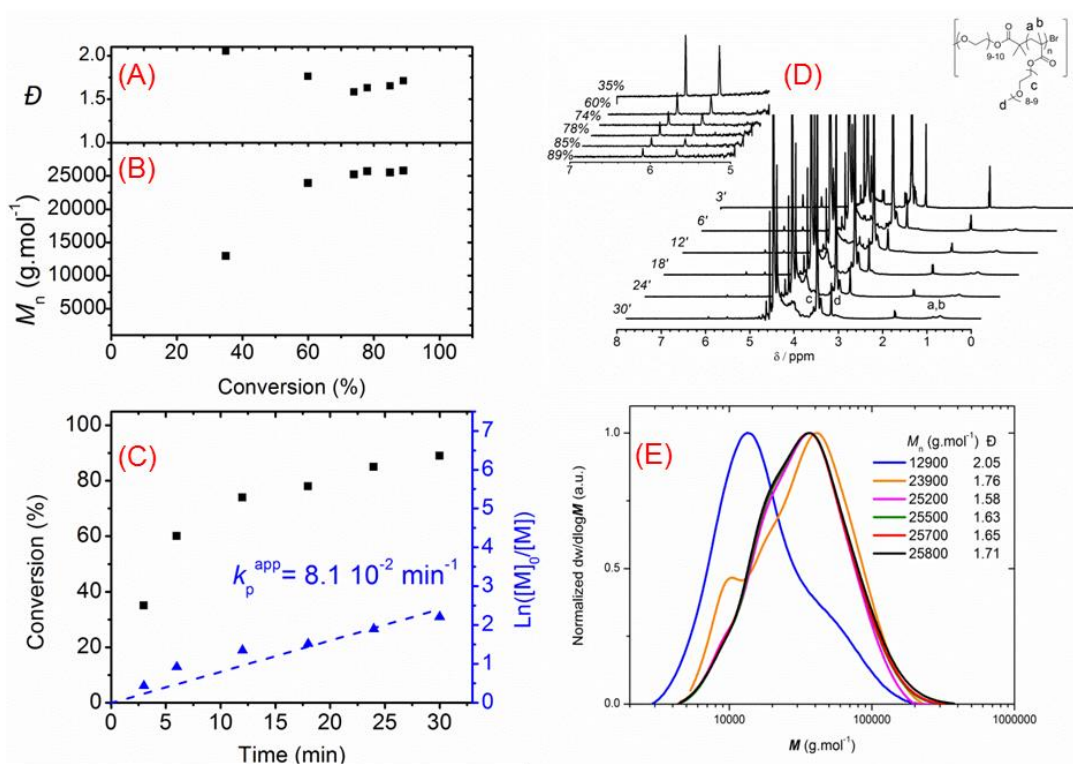 (A)
Đ
2.0
1.5
1.0
(B)
Mn (g.mol-1)
25000
20000
15000
10000
5000
0 20 40 60 80 100
Conversion (%)
(C)
Conversion (%)
100
80
60
40
20
0
kp app = 8.1 10-2 min-1
Ln([M]0/[M])
7
6
5
4
3
2
1
0
0 5 10 15 20 25 30
Time (min)
(D)
a b
O
9-10
O
O
n
Br
O
O
c
d
O
8-9
35%
60%
74%
78%
85%
89%
7 6 5
3'
6'
12'
18'
24'
30'
c
d
a,b
8 7 6 5 4 3 2 1 0
δ / ppm
(E)
Normalized dw/dlogM (a.u.)
1.0
0.5
0.0
Mn (g.mol-1) Đ
12900 2.05
23900 1.76
25200 1.58
25500 1.63
25700 1.65
25800 1.71
10000 100000 1000000
M (g.mol-1)